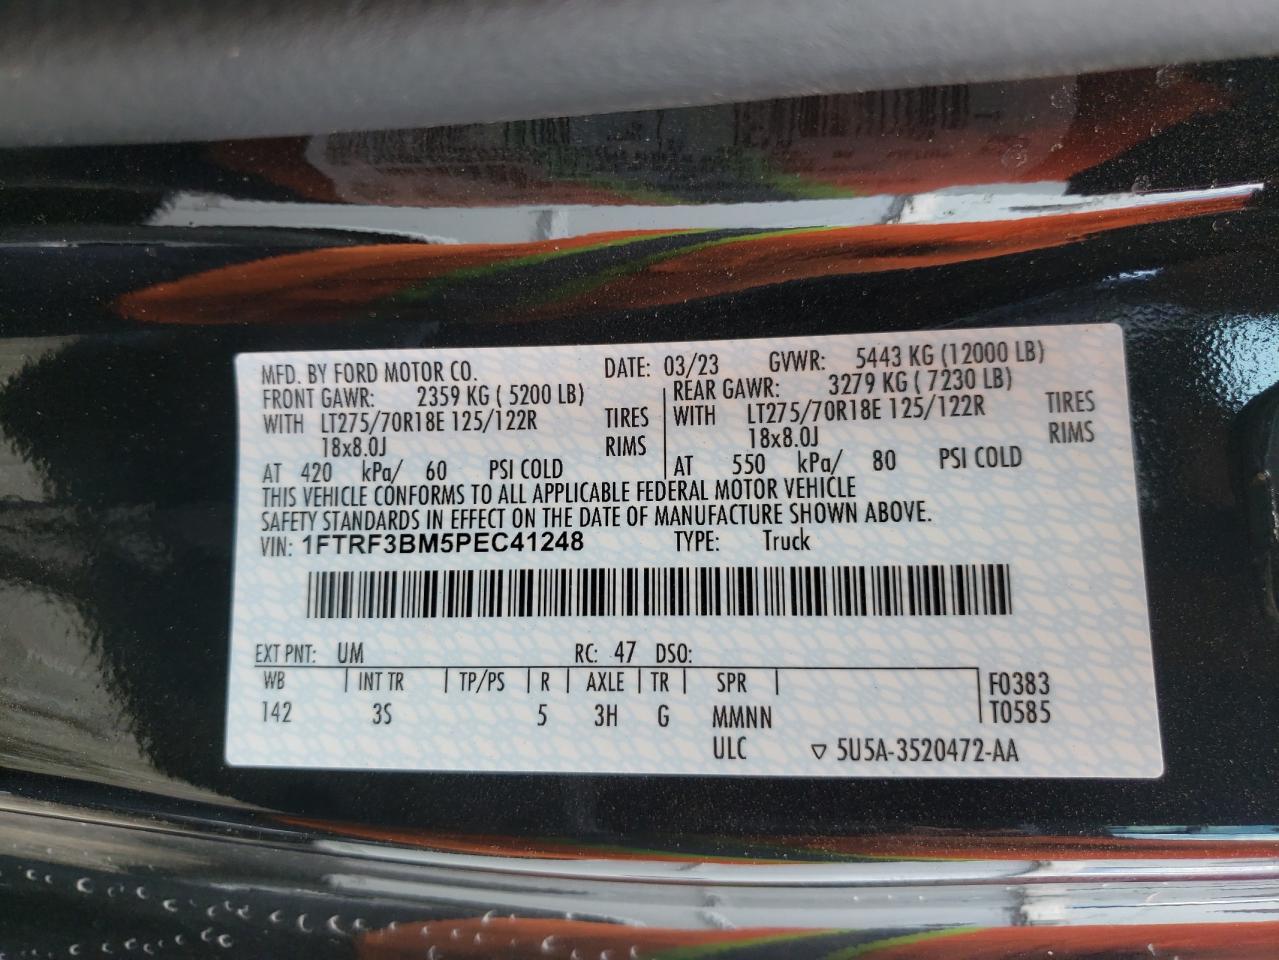 MFD. BY FORD MOTOR CO. DATE: 03/23 GVWR: 5443 KG (12000 LB)
FRONT GAWR: 2359 KG ( 5200 LB) REAR GAWR: 3279 KG ( 7230 LB)
WITH LT275/70R18E 125/122R TIRES WITH LT275/70R18E 125/122R TIRES
18x8.0J RIMS 18x8.0J RIMS
AT 420 kPa/ 60 PSI COLD AT 550 kPa/ 80 PSI COLD
THIS VEHICLE CONFORMS TO ALL APPLICABLE FEDERAL MOTOR VEHICLE
SAFETY STANDARDS IN EFFECT ON THE DATE OF MANUFACTURE SHOWN ABOVE.
VIN: 1FTRF3BM5PEC41248 TYPE: Truck
EXT PNT: UM RC: 47 DSO:
WB INT TR TP/PS R AXLE TR SPR F0383
142 3S 5 3H G MMNN T0585
ULC ▽ 5U5A-3520472-AA